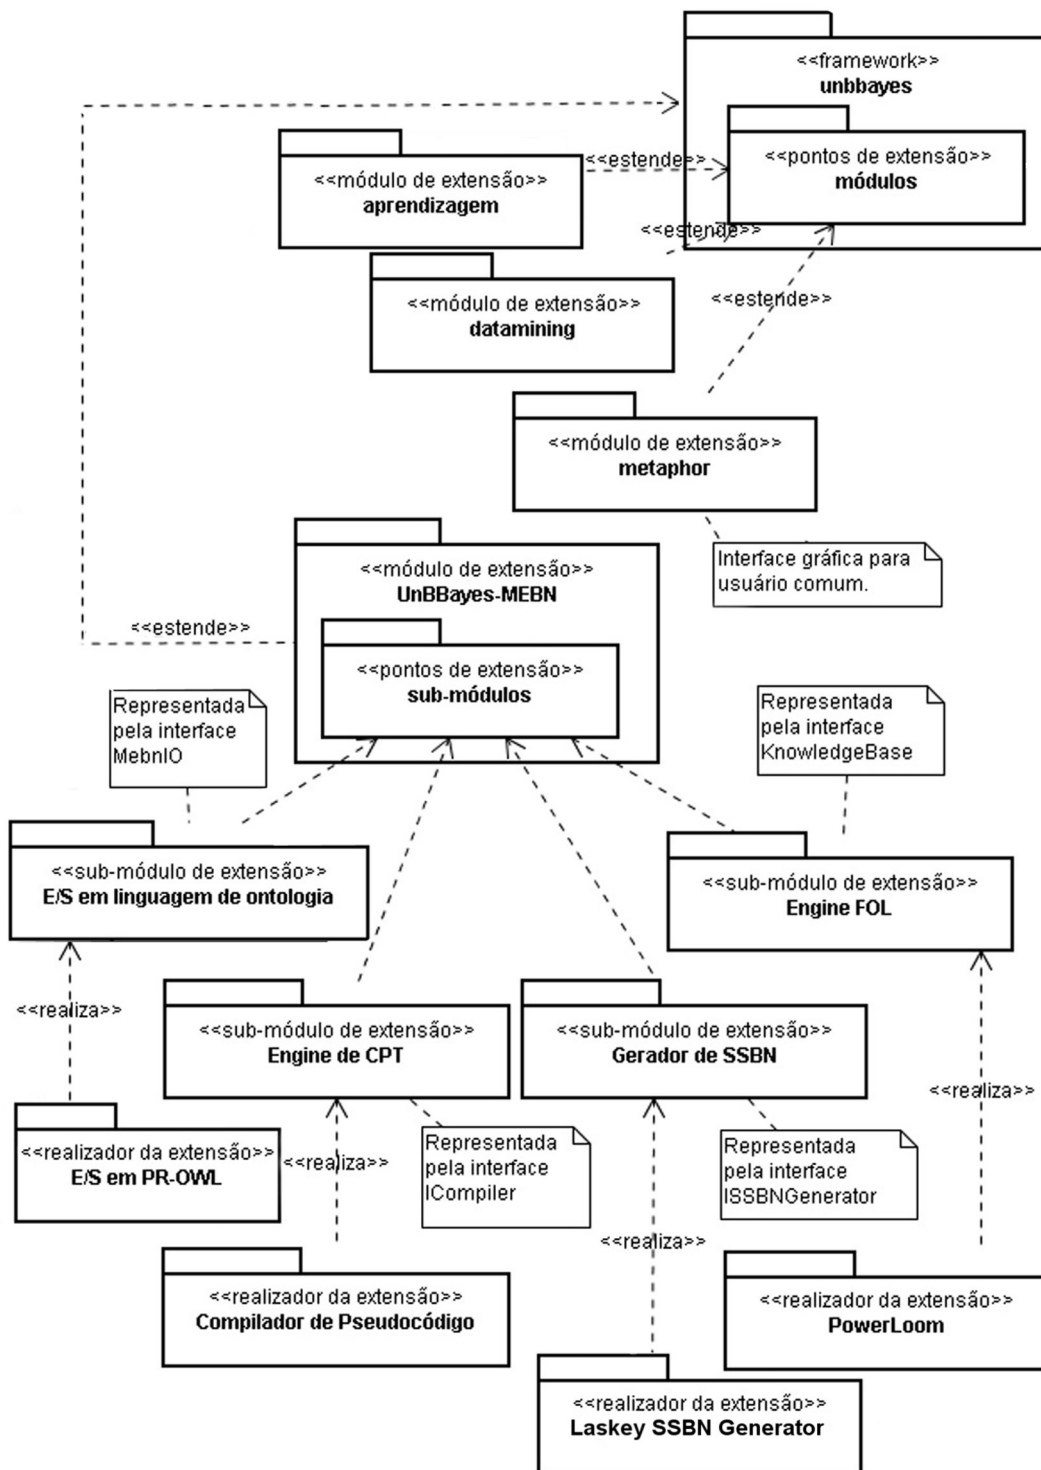 <<framework>>
unbbayes
<<estende>>
<<pontos de extensão>>
módulos
<<módulo de extensão>>
aprendizagem
<<estende>>
<<módulo de extensão>>
datamining
<<estende>>
<<módulo de extensão>>
metaphor
Interface gráfica para
usuário comum.
<<módulo de extensão>>
UnBBayes-MEBN
<<estende>>
<<pontos de extensão>>
sub-módulos
Representada
pela interface
MebnIO
Representada
pela interface
KnowledgeBase
<<sub-módulo de extensão>>
E/S em linguagem de ontologia
<<sub-módulo de extensão>>
Engine FOL
<<realiza>>
<<sub-módulo de extensão>>
Engine de CPT
<<sub-módulo de extensão>>
Gerador de SSBN
<<realiza>>
<<realizador da extensão>>
E/S em PR-OWL
<<realiza>>
Representada
pela interface
ICompiler
Representada
pela interface
ISSBNGenerator
<<realiza>>
<<realizador da extensão>>
Compilador de Pseudocódigo
<<realizador da extensão>>
PowerLoom
<<realizador da extensão>>
Laskey SSBN Generator